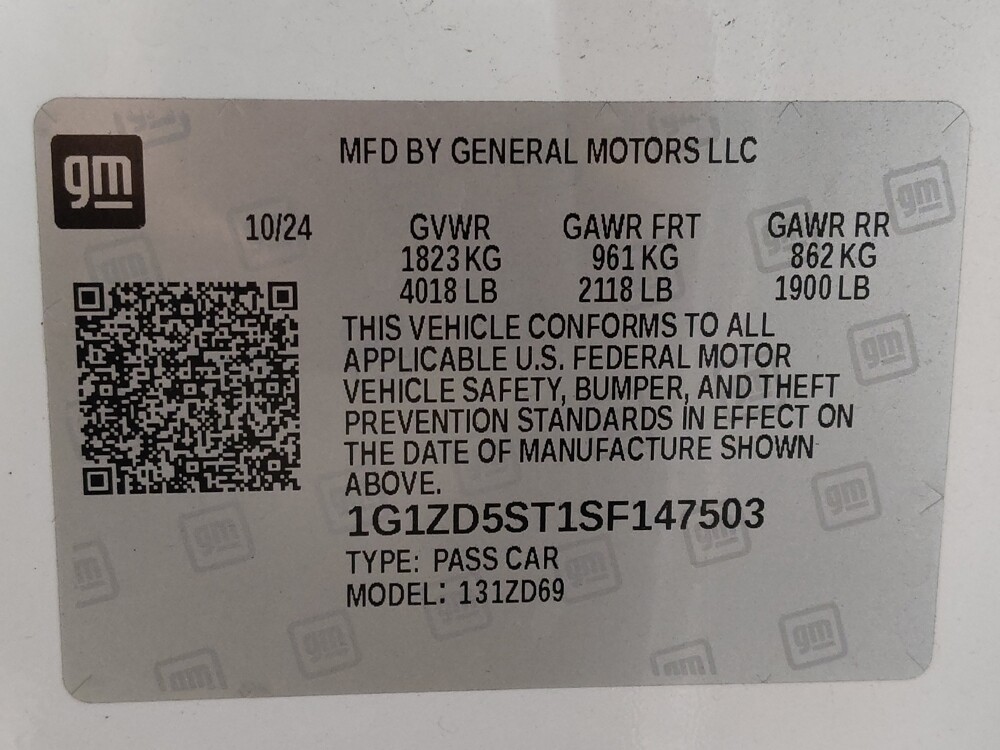 gm
MFD BY GENERAL MOTORS LLC
10/24 GVWR GAWR FRT GAWR RR
1823 KG 961 KG 862 KG
4018 LB 2118 LB 1900 LB
THIS VEHICLE CONFORMS TO ALL
APPLICABLE U.S. FEDERAL MOTOR
VEHICLE SAFETY, BUMPER, AND THEFT
PREVENTION STANDARDS IN EFFECT ON
THE DATE OF MANUFACTURE SHOWN
ABOVE.
1G1ZD5ST1SF147503
TYPE: PASS CAR
MODEL: 131ZD69